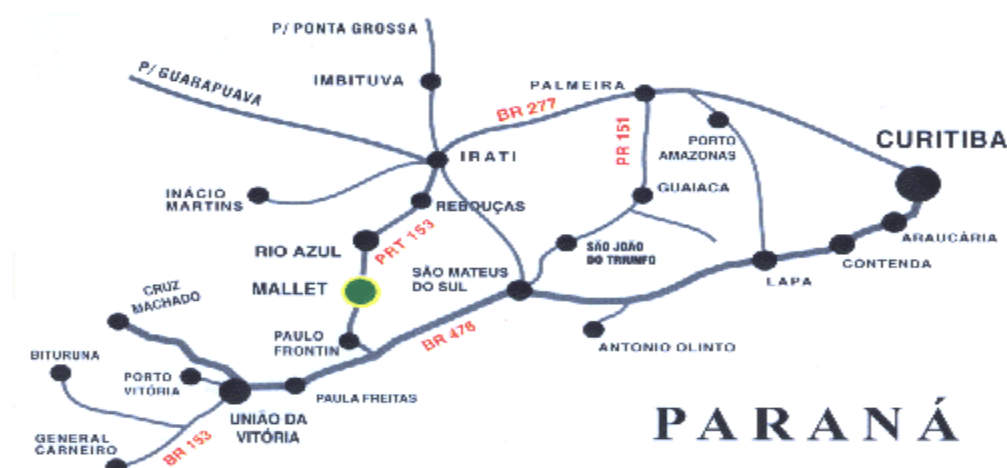 P/ PONTA GROSSA
P/ GUARAPUAVA
IMBITUVA
PALMEIRA
BR 277
PR 151
PORTO
AMAZONAS
CURITIBA
IRATI
INÁCIO
MARTINS
REBOUÇAS
GUAIACA
PRT 153
RIO AZUL
SÃO JOÃO
DO TRIUNFO
ARAUCÁRIA
CONTENDA
LAPA
MALLET
SÃO MATEUS
DO SUL
CRUZ
MACHADO
BR 476
PAULO
FRONTIN
ANTONIO OLINTO
BITURUNA
PORTO
VITÓRIA
PAULA FREITAS
UNIÃO DA
VITÓRIA
GENERAL
CARNEIRO
BR 153
PARANÁ